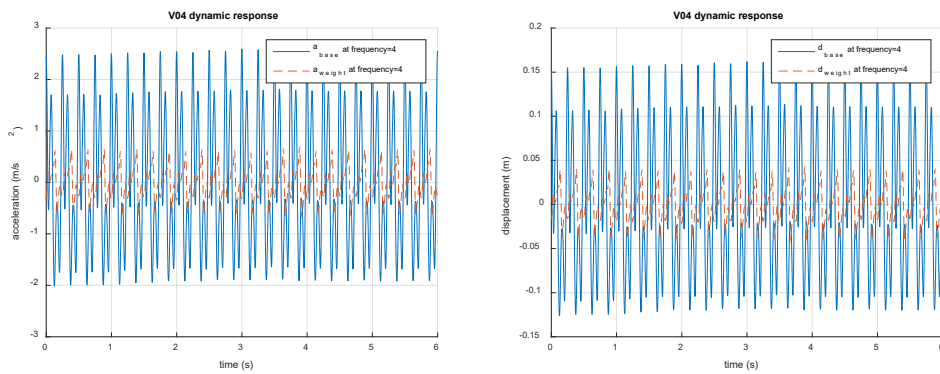 V04 dynamic response
3
2
1
0
-1
-2
-3
acceleration (m/s 2)
a base at frequency=4
a weight at frequency=4
0 1 2 3 4 5 6
time (s)
V04 dynamic response
0.2
0.15
0.1
0.05
0
-0.05
-0.1
-0.15
displacement (m)
d base at frequency=4
d weight at frequency=4
0 1 2 3 4 5 6
time (s)